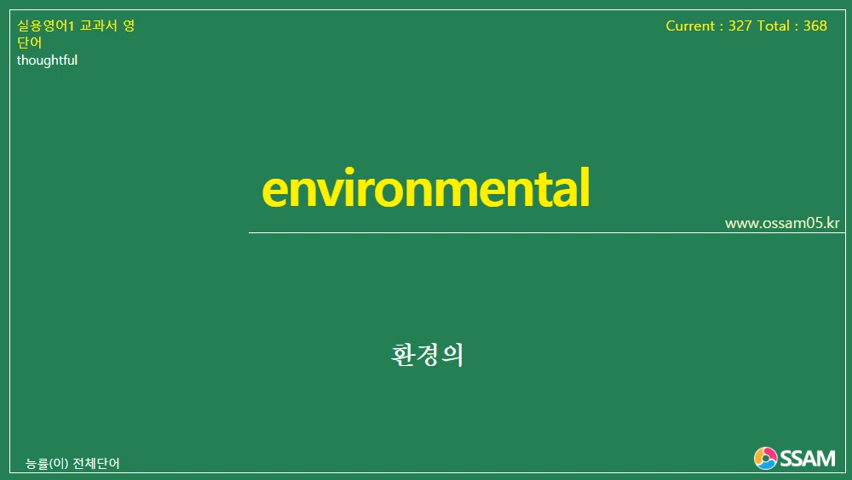 실용영어1 교과서 영
단어
thoughtful
Current : 327 Total : 368
environmental
www.ossam05.kr
환경의
능률(이) 전체단어
OSSAM